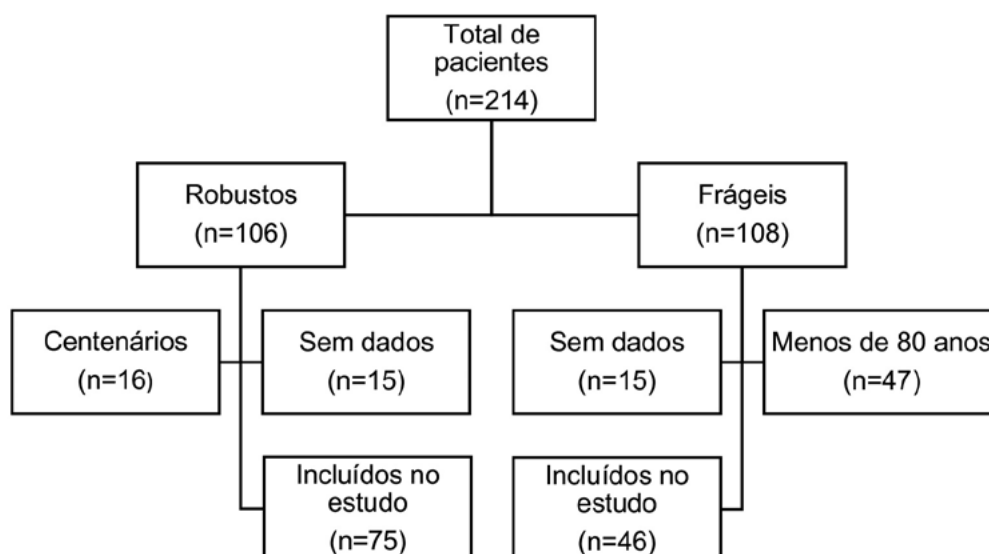 Total de
pacientes
(n=214)
Robustos
(n=106)
Frágeis
(n=108)
Centenários
(n=16)
Sem dados
(n=15)
Sem dados
(n=15)
Menos de 80 anos
(n=47)
Incluídos no
estudo
(n=75)
Incluídos no
estudo
(n=46)